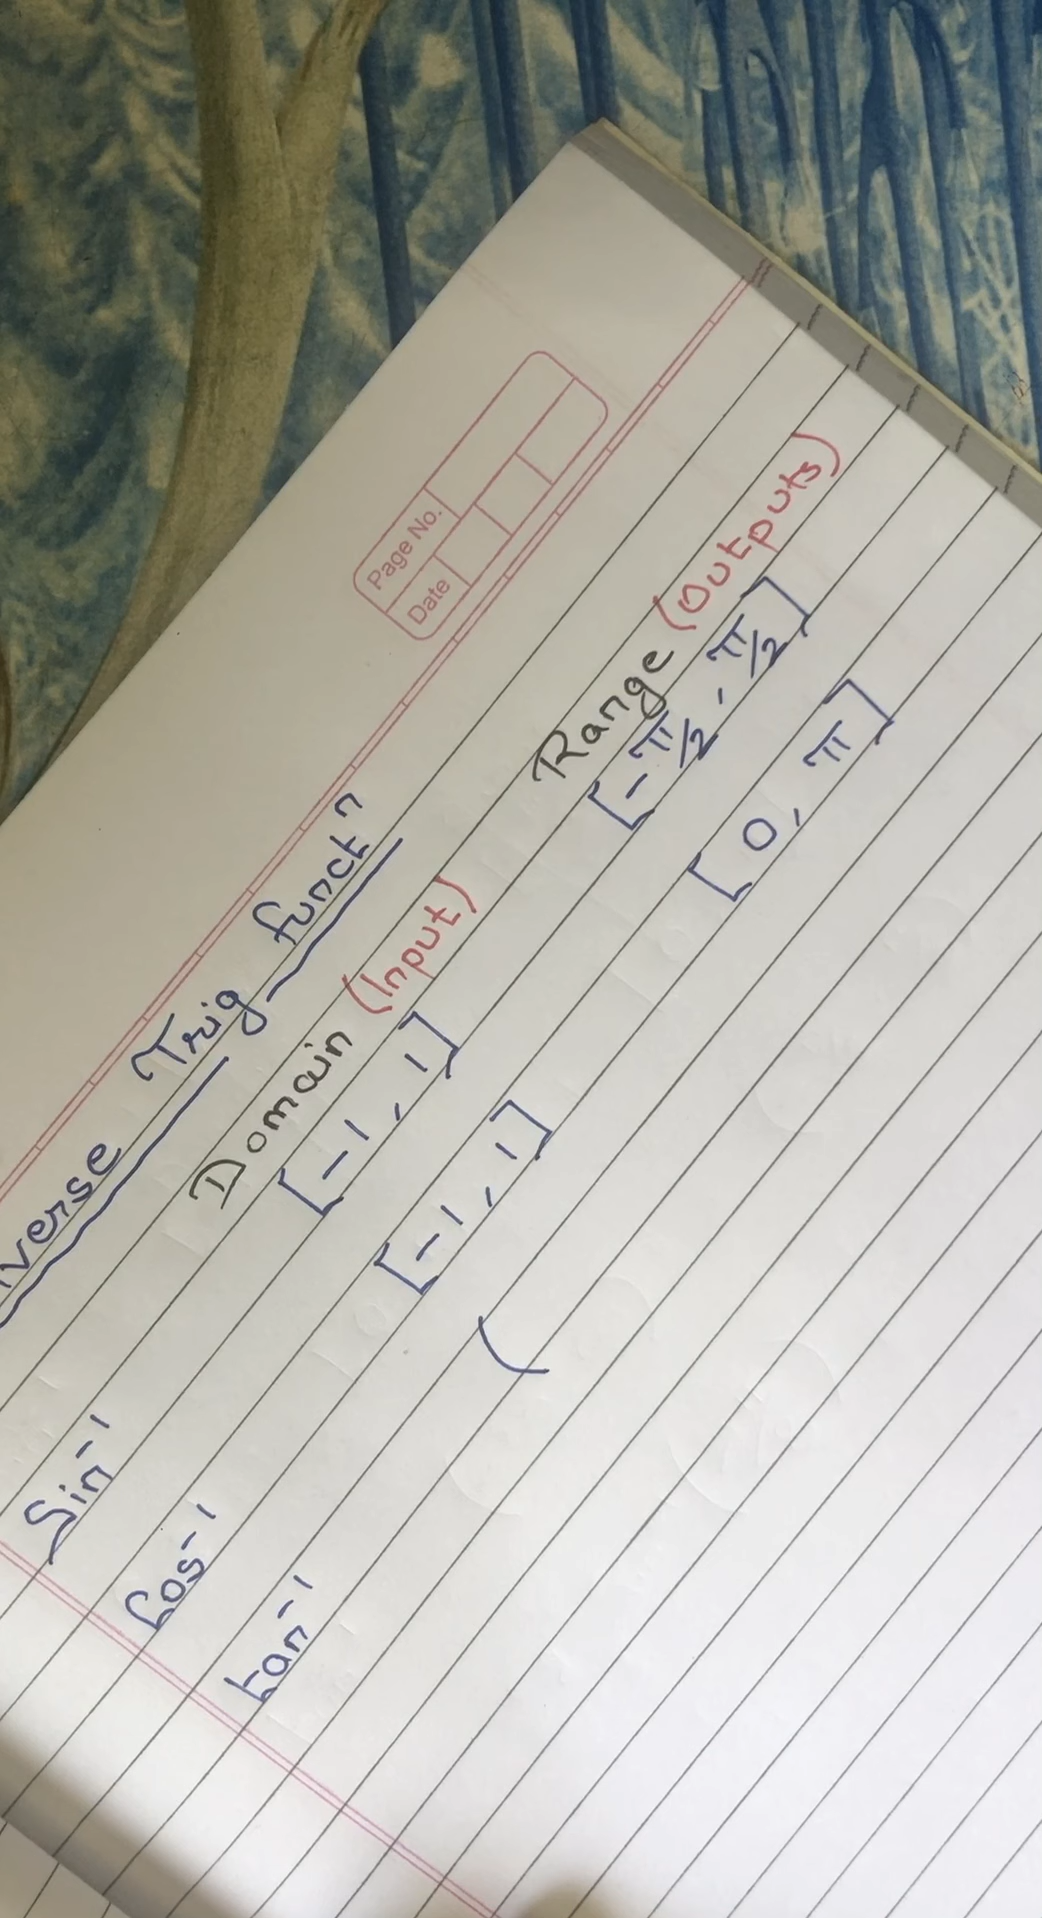 Page No.
Date
verse Trig functⁿ
Domain (Input) Range (Outputs)
Sin⁻¹ [-1, 1] [-π/2, π/2]
Cos⁻¹ [-1, 1] [0, π]
tan⁻¹ (